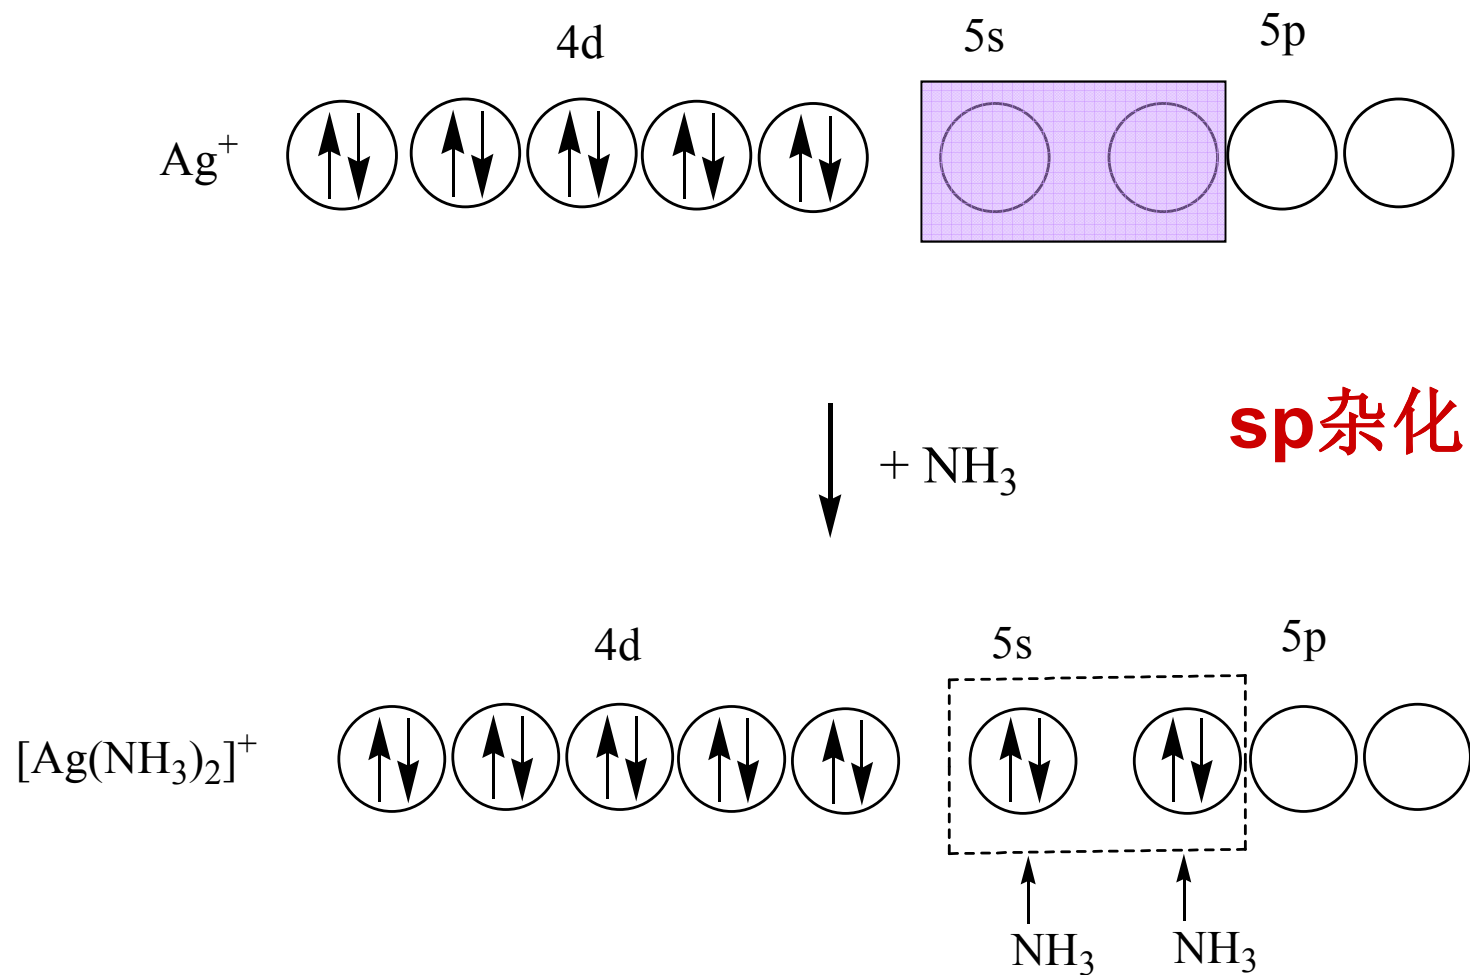 4d 5s 5p
Ag⁺
sp杂化
+ NH₃
4d 5s 5p
[Ag(NH₃)₂]⁺
NH₃ NH₃